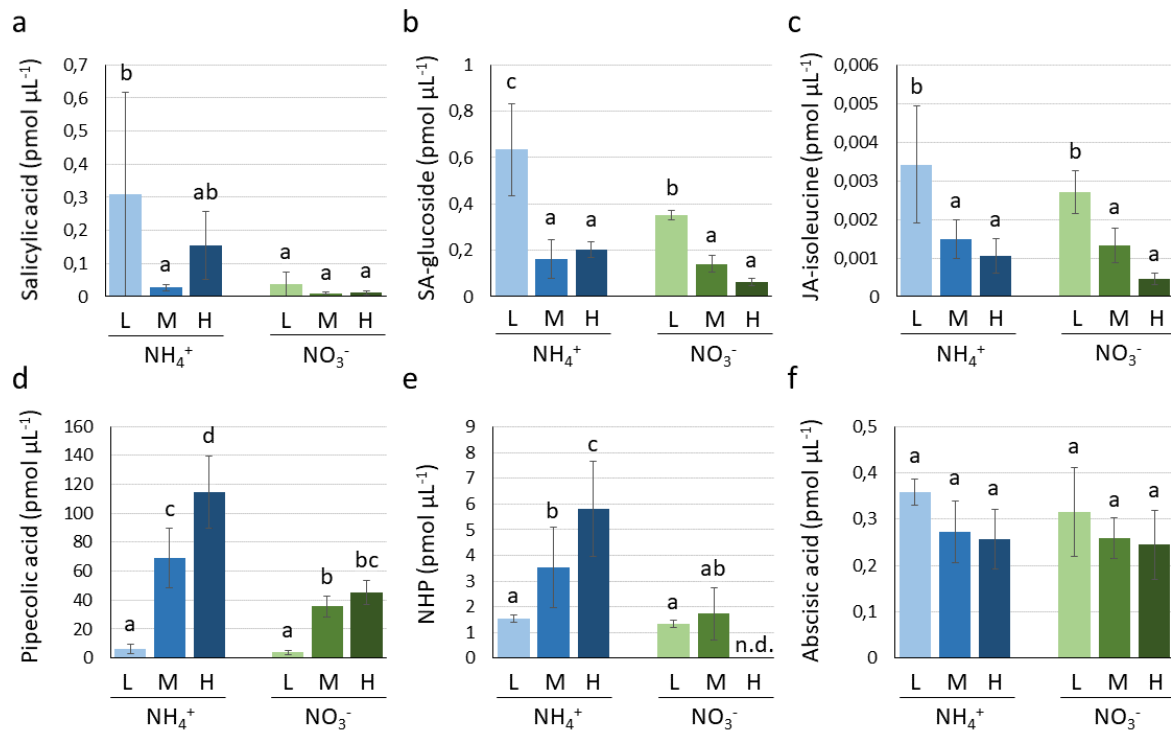 a
Salicylic acid (pmol µL⁻¹)
0,7
0,6
0,5
0,4
0,3
0,2
0,1
0
b
a
ab
a
a
a
L M H L M H
NH₄⁺ NO₃⁻
b
SA-glucoside (pmol µL⁻¹)
1
0,8
0,6
0,4
0,2
0
c
a
a
b
a
a
L M H L M H
NH₄⁺ NO₃⁻
c
JA-isoleucine (pmol µL⁻¹)
0,006
0,005
0,004
0,003
0,002
0,001
0
b
a
a
b
a
a
L M H L M H
NH₄⁺ NO₃⁻
d
Pipecolic acid (pmol µL⁻¹)
160
140
120
100
80
60
40
20
0
a
c
d
a
b
bc
L M H L M H
NH₄⁺ NO₃⁻
e
NHP (pmol µL⁻¹)
9
8
7
6
5
4
3
2
1
0
a
b
c
a
ab
n.d.
L M H L M H
NH₄⁺ NO₃⁻
f
Abscisic acid (pmol µL⁻¹)
0,5
0,4
0,3
0,2
0,1
0
a
a
a
a
a
a
L M H L M H
NH₄⁺ NO₃⁻